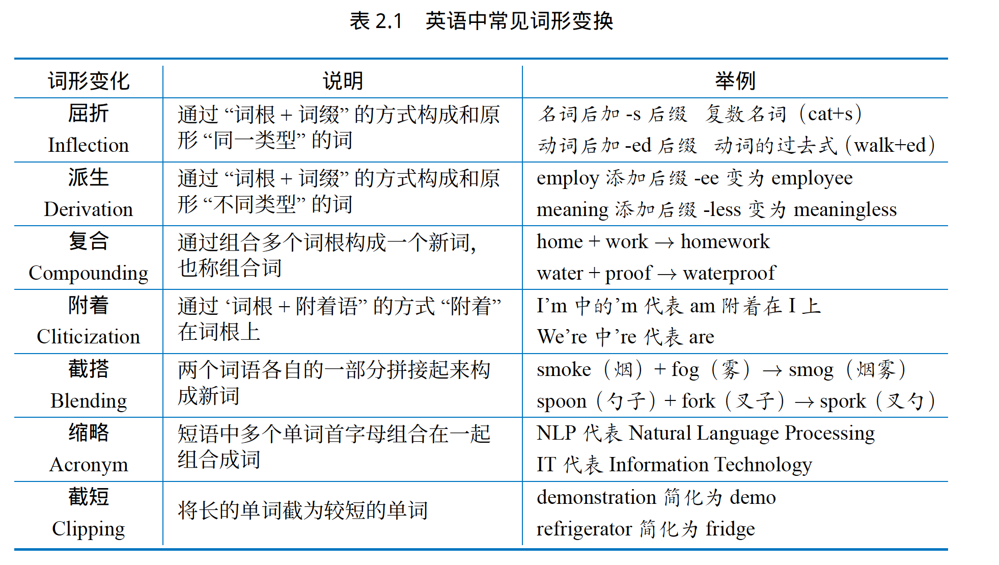 表 2.1 英语中常见词形变换
词形变化 说明 举例
屈折
Inflection
通过 “词根 + 词缀” 的方式构成和原
形 “同一类型” 的词
名词后加 -s 后缀 复数名词（cat+s）
动词后加 -ed 后缀 动词的过去式（walk+ed）
派生
Derivation
通过 “词根 + 词缀” 的方式构成和原
形 “不同类型” 的词
employ 添加后缀 -ee 变为 employee
meaning 添加后缀 -less 变为 meaningless
复合
Compounding
通过组合多个词根构成一个新词，
也称组合词
home + work → homework
water + proof → waterproof
附着
Cliticization
通过 ‘词根 + 附着语” 的方式 “附着”
在词根上
I’m 中的’m 代表 am 附着在 I 上
We’re 中’re 代表 are
截搭
Blending
两个词语各自的一部分拼接起来构
成新词
smoke（烟）+ fog（雾）→ smog（烟雾）
spoon（勺子）+ fork（叉子）→ spork（叉勺）
缩略
Acronym
短语中多个单词首字母组合在一起
组合成词
NLP 代表 Natural Language Processing
IT 代表 Information Technology
截短
Clipping
将长的单词截为较短的单词
demonstration 简化为 demo
refrigerator 简化为 fridge